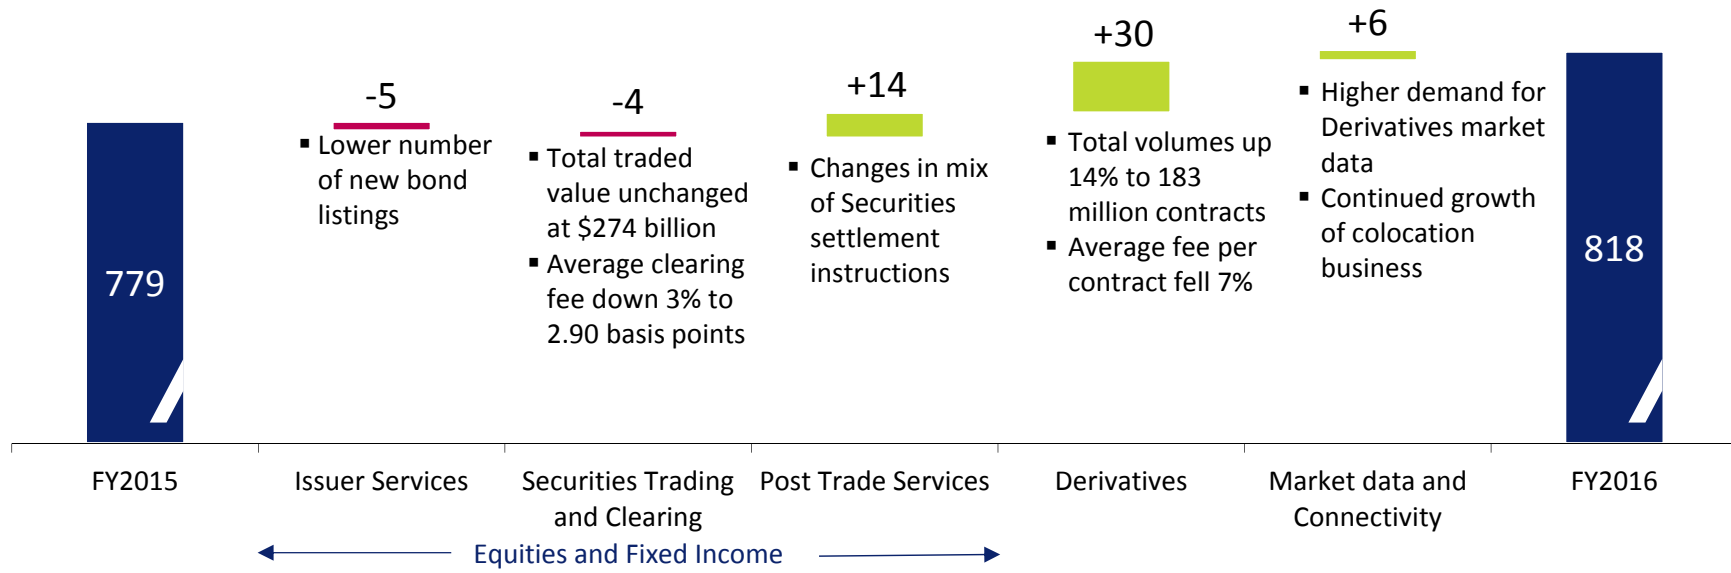 779
FY2015
-5
▪ Lower number
of new bond
listings
Issuer Services
-4
▪ Total traded
value unchanged
at $274 billion
▪ Average clearing
fee down 3% to
2.90 basis points
Securities Trading
and Clearing
+14
▪ Changes in mix
of Securities
settlement
instructions
Post Trade Services
Equities and Fixed Income
+30
▪ Total volumes up
14% to 183
million contracts
▪ Average fee per
contract fell 7%
Derivatives
+6
▪ Higher demand for
Derivatives market
data
▪ Continued growth
of colocation
business
Market data and
Connectivity
818
FY2016